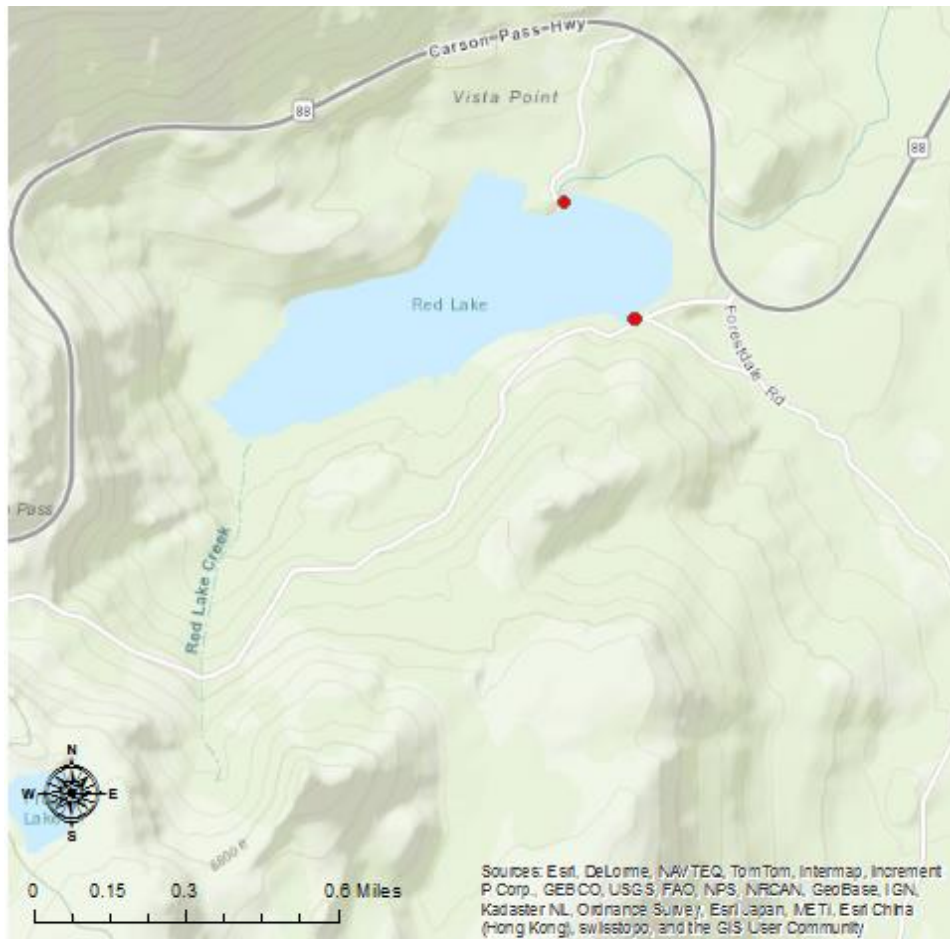 Carson-Pass-Hwy
88
Vista Point
88
Red Lake
Forestdale Rd
Pass
Red Lake Creek
N
W E
S
Lake
8800 ft
0 0.15 0.3 0.6 Miles
Sources: Esri, DeLorme, NAVTEQ, TomTom, Intermap, Increment
P Corp., GEBCO, USGS, FAO, NPS, NRCAN, GeoBase, IGN,
Kadaster NL, Ordnance Survey, Esri Japan, METI, Esri China
(Hong Kong), swisstopo, and the GIS User Community